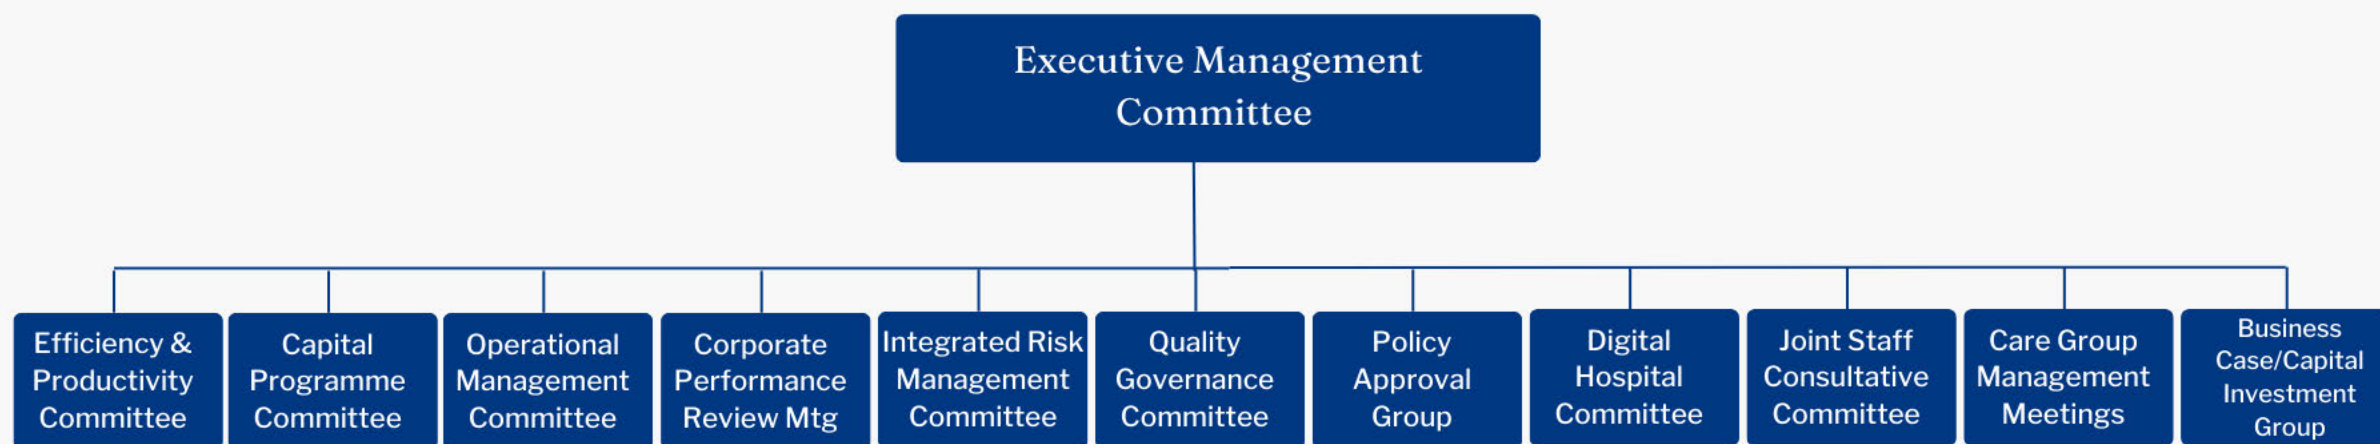 Executive Management
Committee
Efficiency &
Productivity
Committee
Capital
Programme
Committee
Operational
Management
Committee
Corporate
Performance
Review Mtg
Integrated Risk
Management
Committee
Quality
Governance
Committee
Policy
Approval
Group
Digital
Hospital
Committee
Joint Staff
Consultative
Committee
Care Group
Management
Meetings
Business
Case/Capital
Investment
Group